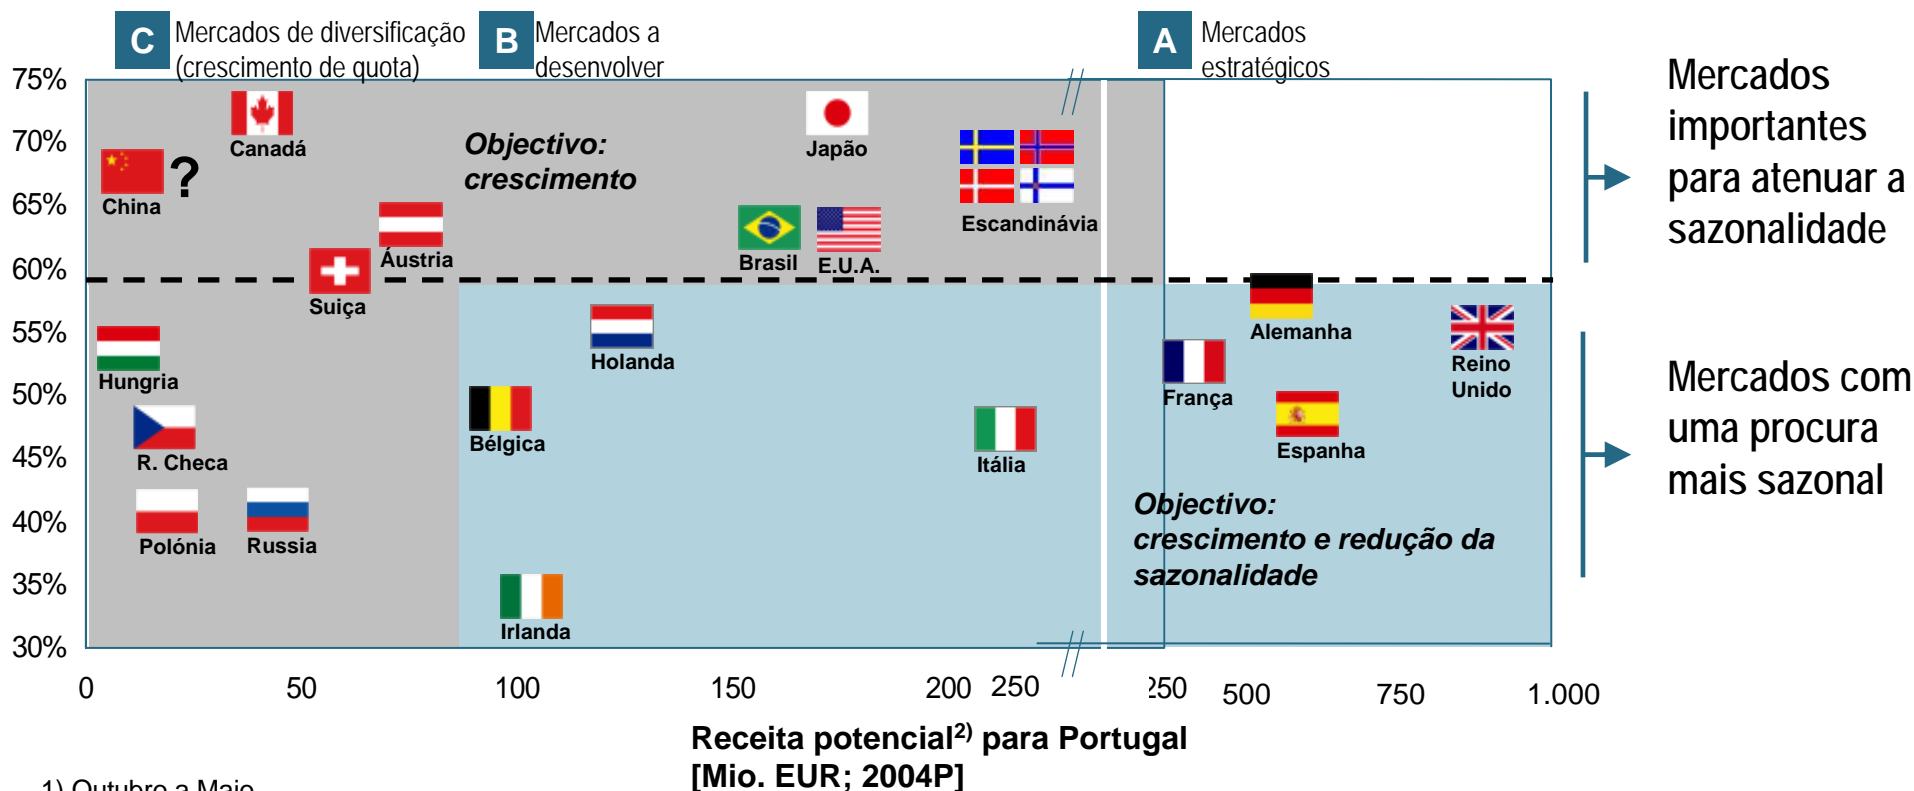 C Mercados de diversificação
(crescimento de quota)
B Mercados a
desenvolver
A Mercados
estratégicos
75%
70%
65%
60%
55%
50%
45%
40%
35%
30%
Canadá
China
?
Áustria
Suiça
Objectivo:
crescimento
Japão
Brasil
E.U.A.
Escandinávia
Hungria
R. Checa
Polónia
Russia
Holanda
Bélgica
Irlanda
Itália
França
Alemanha
Espanha
Reino
Unido
Objectivo:
crescimento e redução da
sazonalidade
Mercados
importantes
para atenuar a
sazonalidade
Mercados com
uma procura
mais sazonal
0 50 100 150 200 250 250 500 750 1.000
Receita potencial2) para Portugal
[Mio. EUR; 2004P]
1) Outubro a Maio